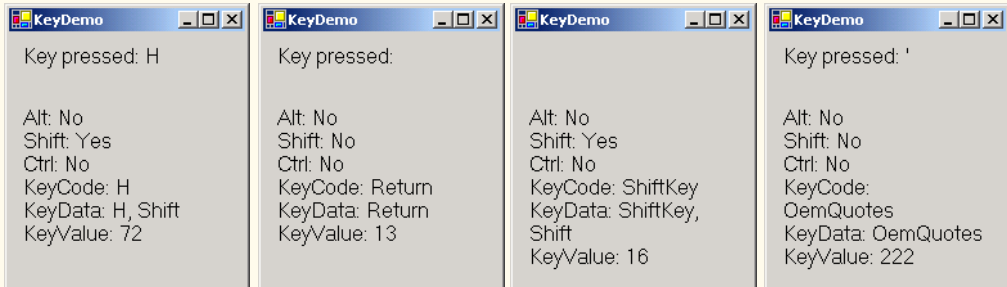 KeyDemo
Key pressed: H
Alt: No
Shift: Yes
Ctrl: No
KeyCode: H
KeyData: H, Shift
KeyValue: 72
KeyDemo
Key pressed:
Alt: No
Shift: No
Ctrl: No
KeyCode: Return
KeyData: Return
KeyValue: 13
KeyDemo
Alt: No
Shift: Yes
Ctrl: No
KeyCode: ShiftKey
KeyData: ShiftKey,
Shift
KeyValue: 16
KeyDemo
Key pressed: '
Alt: No
Shift: No
Ctrl: No
KeyCode:
OemQuotes
KeyData: OemQuotes
KeyValue: 222